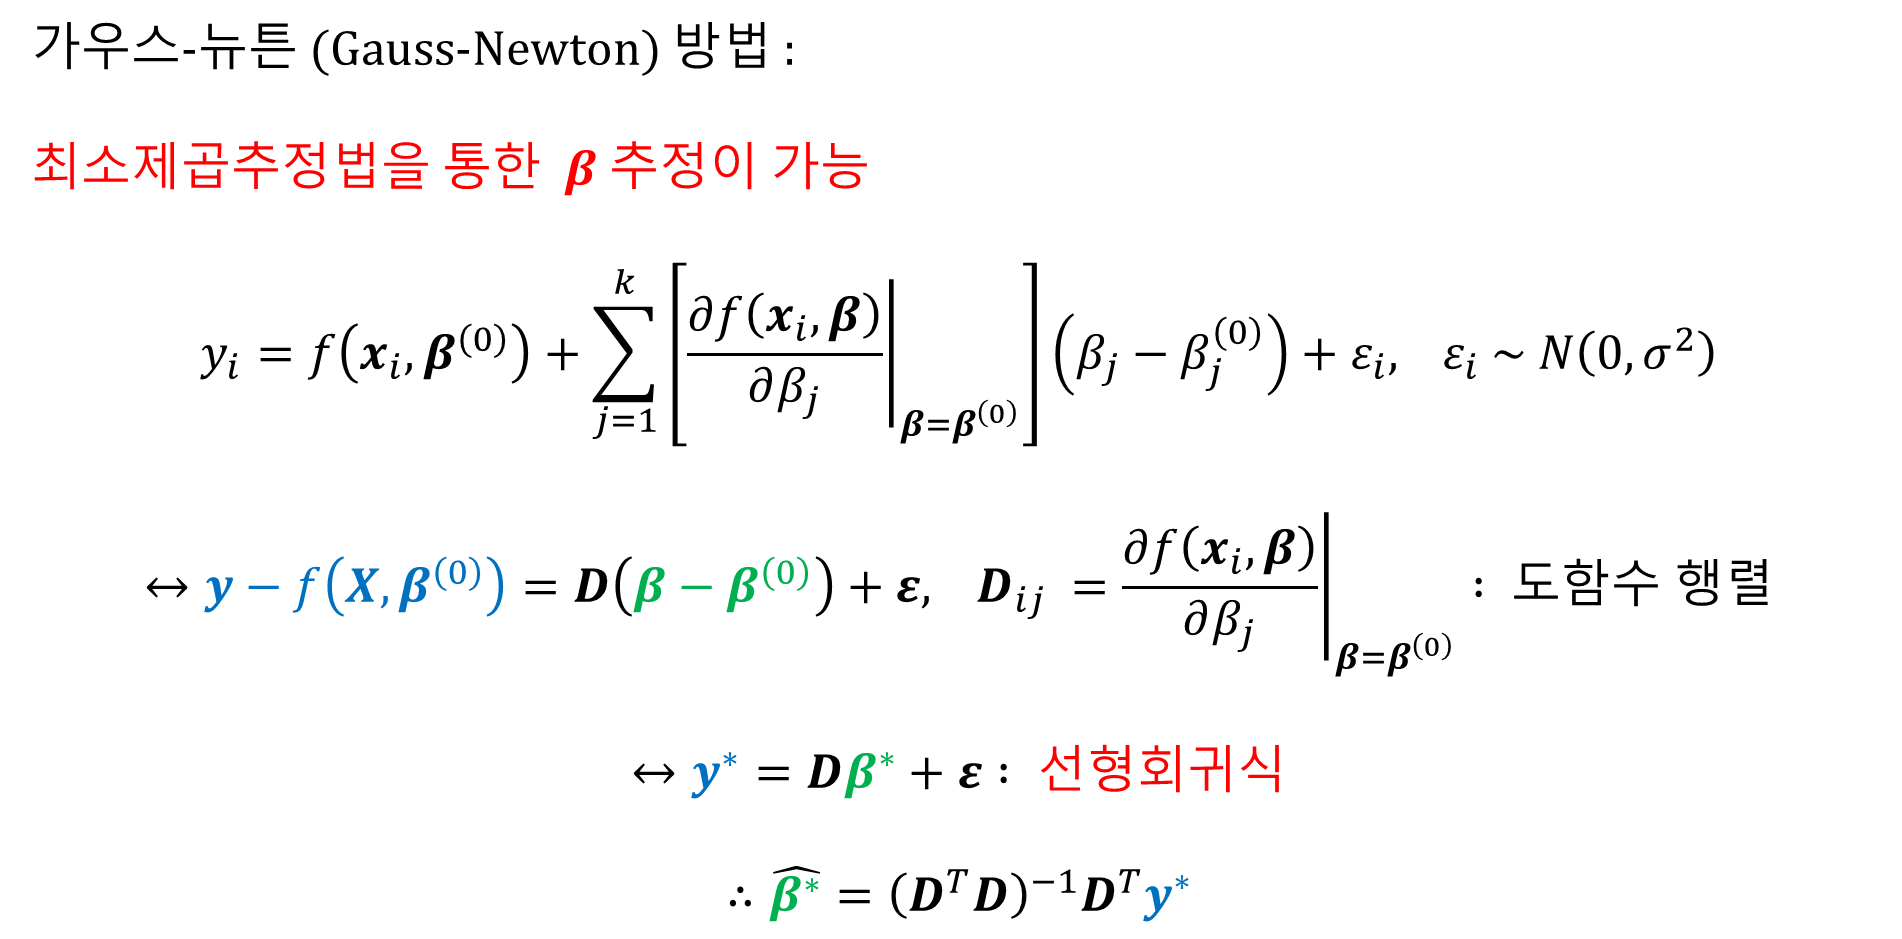 가우스-뉴튼 (Gauss-Newton) 방법 :
최소제곱추정법을 통한 β 추정이 가능
y_i = f(x_i, β^(0)) + ∑_{j=1}^{k} [∂f(x_i, β)/∂β_j |_{β=β^(0)}] (β_j − β_j^(0)) + ε_i, ε_i ~ N(0, σ^2)
↔ y − f(X, β^(0)) = D(β − β^(0)) + ε, D_ij = ∂f(x_i, β)/∂β_j |_{β=β^(0)} : 도함수 행렬
↔ y* = Dβ* + ε : 선형회귀식
∴ \widehat{β*} = (D^T D)^{−1} D^T y*